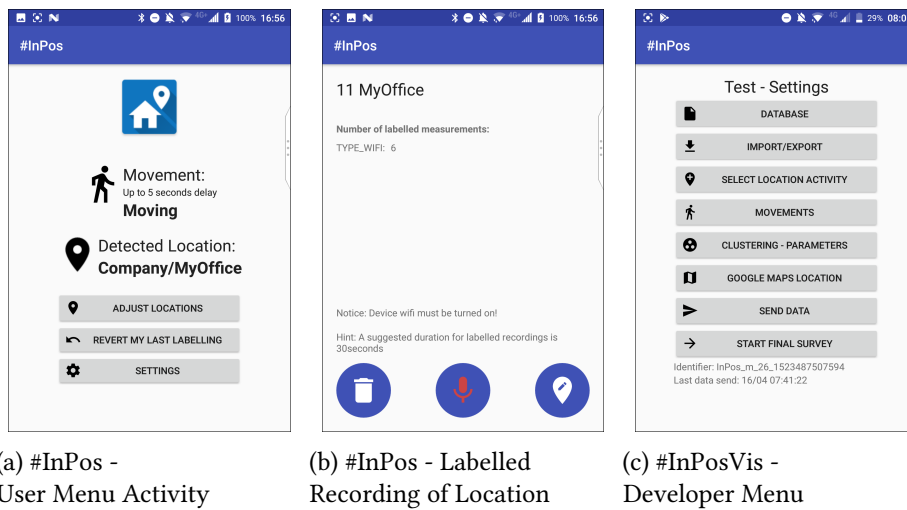 4G+ 100% 16:56
#InPos
Movement:
Up to 5 seconds delay
Moving
Detected Location:
Company/MyOffice
ADJUST LOCATIONS
REVERT MY LAST LABELLING
SETTINGS
(a) #InPos -
User Menu Activity
4G+ 100% 16:56
#InPos
11 MyOffice
Number of labelled measurements:
TYPE_WIFI: 6
Notice: Device wifi must be turned on!
Hint: A suggested duration for labelled recordings is
30seconds
(b) #InPos - Labelled
Recording of Location
4G 29% 08:0
#InPos
Test - Settings
DATABASE
IMPORT/EXPORT
SELECT LOCATION ACTIVITY
MOVEMENTS
CLUSTERING - PARAMETERS
GOOGLE MAPS LOCATION
SEND DATA
START FINAL SURVEY
Identifier: InPos_m_26_1523487507594
Last data send: 16/04 07:41:22
(c) #InPosVis -
Developer Menu